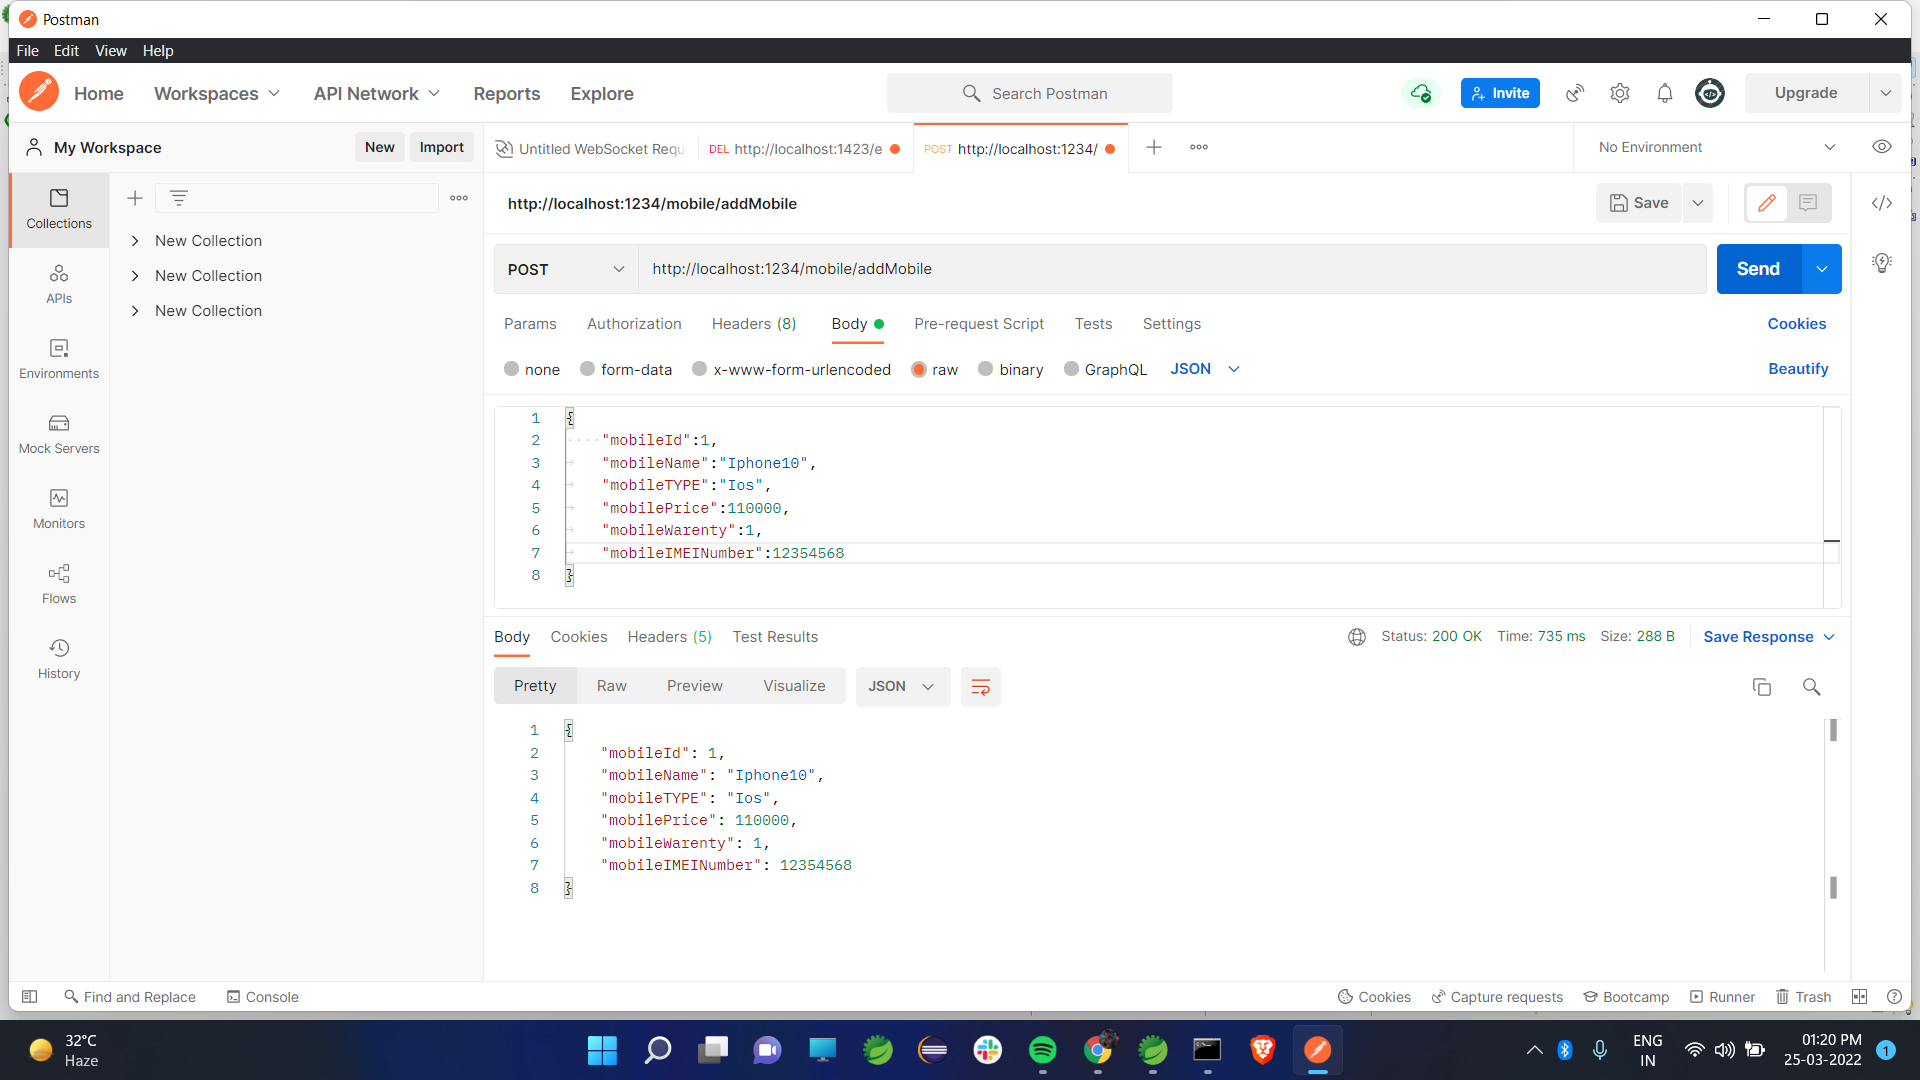 Postman
File Edit View Help
Home Workspaces API Network Reports Explore Search Postman Invite Upgrade
My Workspace New Import Untitled WebSocket Requ DEL http://localhost:1423/e POST http://localhost:1234/ No Environment
Collections
APIs
Environments
Mock Servers
Monitors
Flows
History
New Collection
New Collection
New Collection
http://localhost:1234/mobile/addMobile Save
POST http://localhost:1234/mobile/addMobile Send
Params Authorization Headers (8) Body Pre-request Script Tests Settings Cookies
none form-data x-www-form-urlencoded raw binary GraphQL JSON Beautify
1 {
2 "mobileId":1,
3 "mobileName":"Iphone10",
4 "mobileTYPE":"Ios",
5 "mobilePrice":110000,
6 "mobileWarenty":1,
7 "mobileIMEINumber":12354568
8 }
Body Cookies Headers (5) Test Results Status: 200 OK Time: 735 ms Size: 288 B Save Response
Pretty Raw Preview Visualize JSON
1 {
2 "mobileId": 1,
3 "mobileName": "Iphone10",
4 "mobileTYPE": "Ios",
5 "mobilePrice": 110000,
6 "mobileWarenty": 1,
7 "mobileIMEINumber": 12354568
8 }
Find and Replace Console Cookies Capture requests Bootcamp Runner Trash
32°C
Haze
ENG
IN
01:20 PM
25-03-2022
1